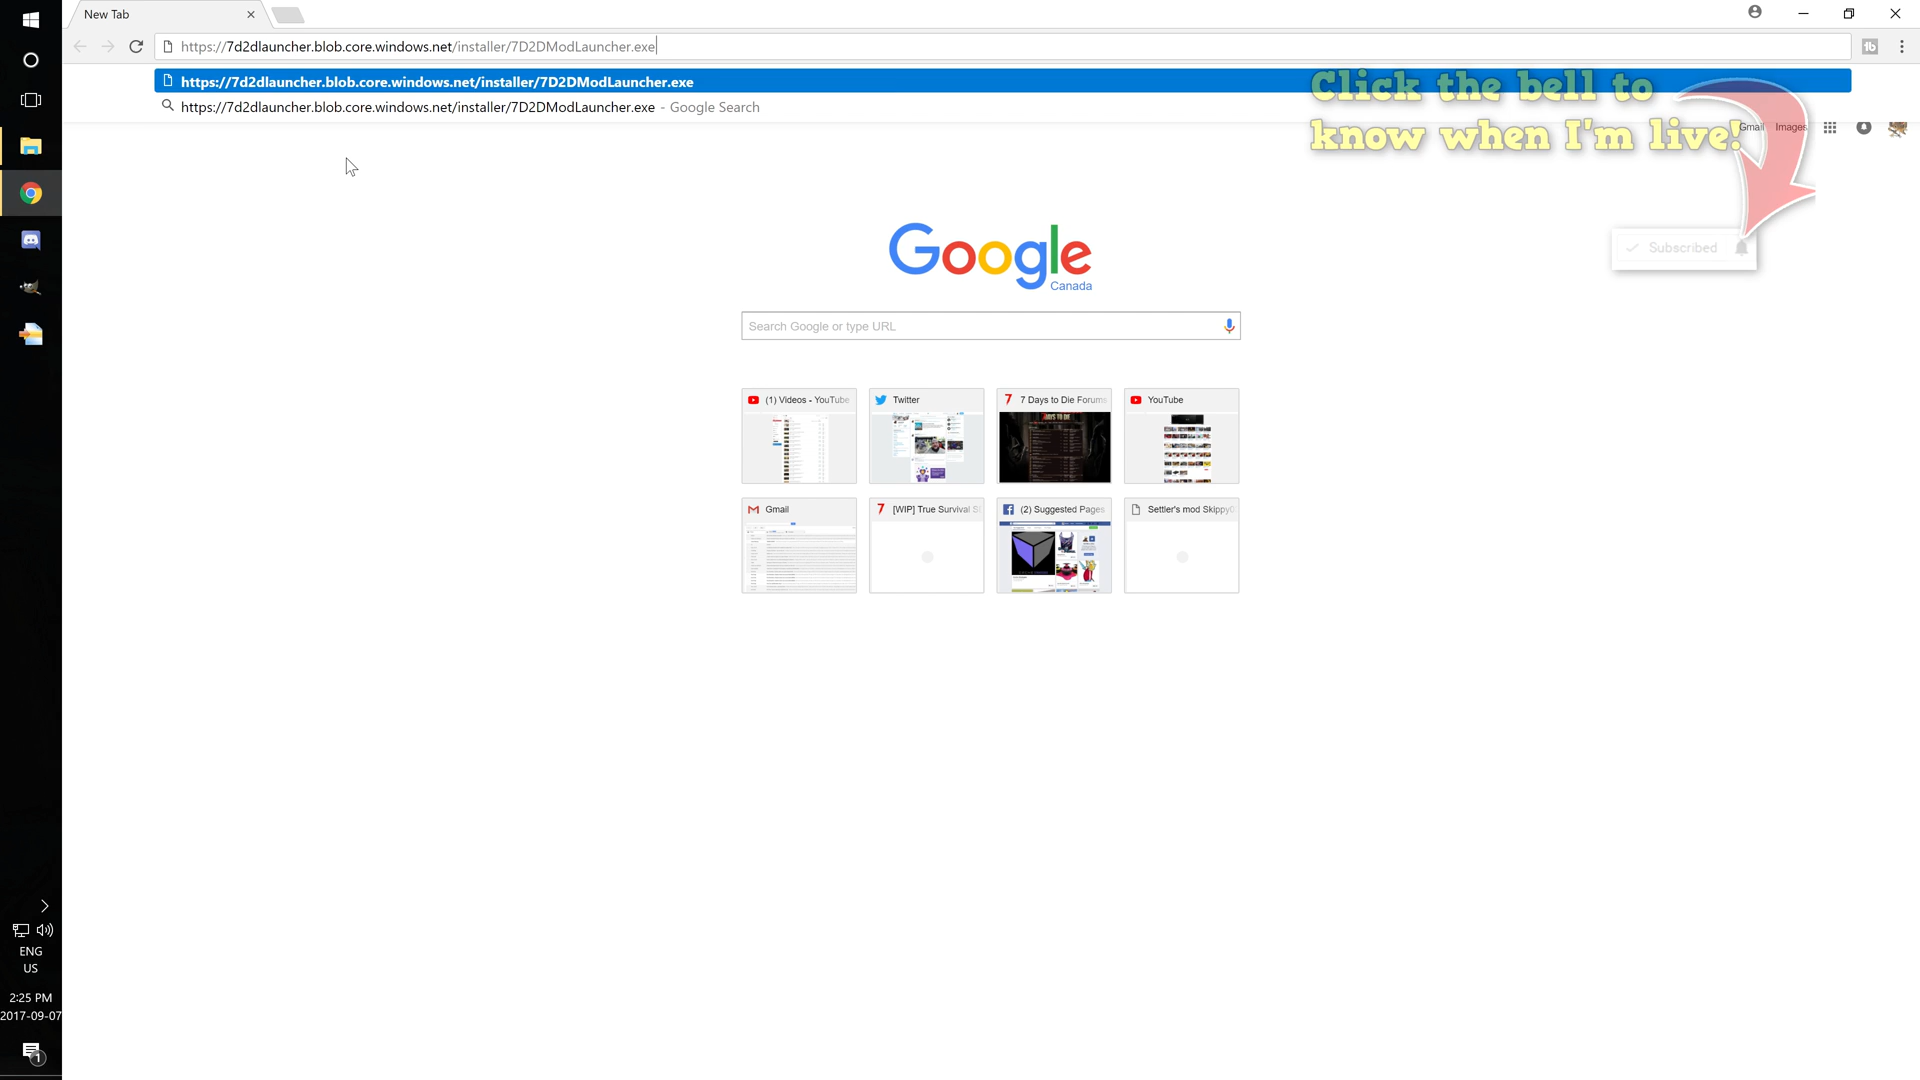 New Tab
https://7d2dlauncher.blob.core.windows.net/installer/7D2DModLauncher.exe
https://7d2dlauncher.blob.core.windows.net/installer/7D2DModLauncher.exe
https://7d2dlauncher.blob.core.windows.net/installer/7D2DModLauncher.exe - Google Search
Click the bell to
know when I'm live!
Gmail Images
Subscribed
Google
Canada
Search Google or type URL
(1) Videos - YouTube
Twitter
7 Days to Die Forums
YouTube
Gmail
[WIP] True Survival
(2) Suggested Pages
Settler's mod Skippy0
ENG
US
2:25 PM
2017-09-07
1